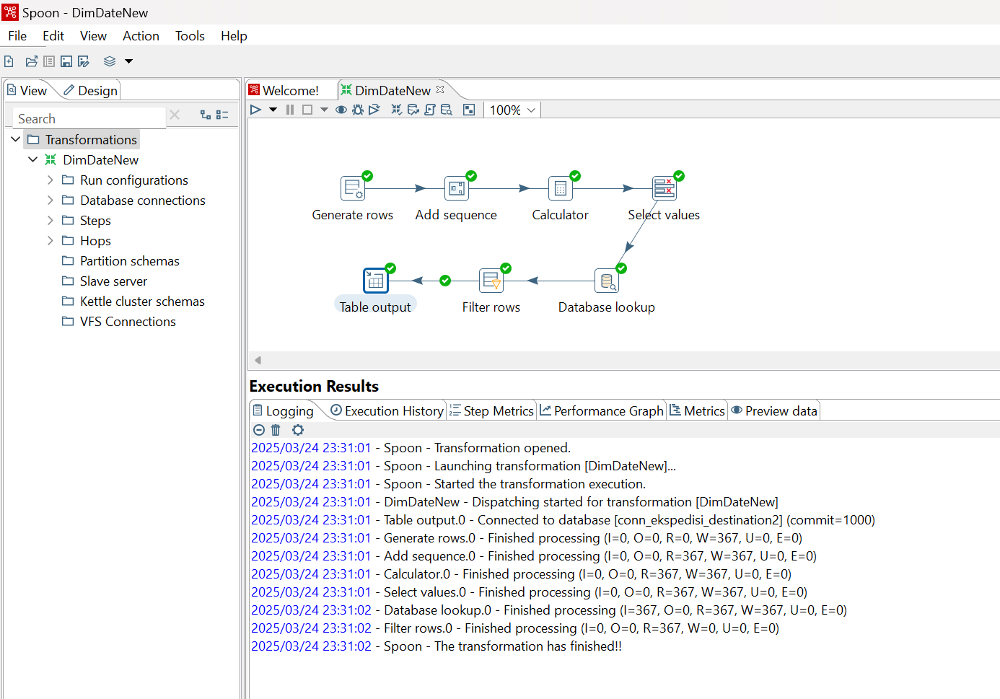 Spoon - DimDateNew
File Edit View Action Tools Help
View Design
Search
Transformations
DimDateNew
Run configurations
Database connections
Steps
Hops
Partition schemas
Slave server
Kettle cluster schemas
VFS Connections
Welcome! DimDateNew
100%
Generate rows Add sequence Calculator Select values
Table output Filter rows Database lookup
Execution Results
Logging Execution History Step Metrics Performance Graph Metrics Preview data
2025/03/24 23:31:01 - Spoon - Transformation opened.
2025/03/24 23:31:01 - Spoon - Launching transformation [DimDateNew]...
2025/03/24 23:31:01 - Spoon - Started the transformation execution.
2025/03/24 23:31:01 - DimDateNew - Dispatching started for transformation [DimDateNew]
2025/03/24 23:31:01 - Table output.0 - Connected to database [conn_ekspedisi_destination2] (commit=1000)
2025/03/24 23:31:01 - Generate rows.0 - Finished processing (I=0, O=0, R=0, W=367, U=0, E=0)
2025/03/24 23:31:01 - Add sequence.0 - Finished processing (I=0, O=0, R=367, W=367, U=0, E=0)
2025/03/24 23:31:01 - Calculator.0 - Finished processing (I=0, O=0, R=367, W=367, U=0, E=0)
2025/03/24 23:31:01 - Select values.0 - Finished processing (I=0, O=0, R=367, W=367, U=0, E=0)
2025/03/24 23:31:02 - Database lookup.0 - Finished processing (I=367, O=0, R=367, W=367, U=0, E=0)
2025/03/24 23:31:02 - Filter rows.0 - Finished processing (I=0, O=0, R=367, W=0, U=0, E=0)
2025/03/24 23:31:02 - Spoon - The transformation has finished!!